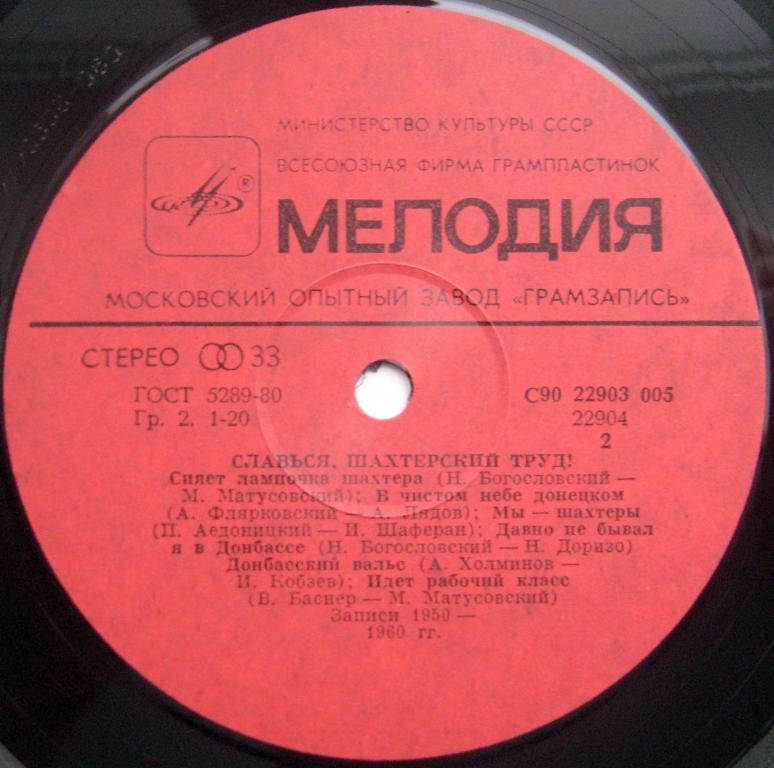 МИНИСТЕРСТВО КУЛЬТУРЫ СССР
ВСЕСОЮЗНАЯ ФИРМА ГРАМПЛАСТИНОК
®
МЕЛОДИЯ
МОСКОВСКИЙ ОПЫТНЫЙ ЗАВОД «ГРАМЗАПИСЬ»
СТЕРЕО 33
ГОСТ 5289-80
Гр. 2. 1-20
С90 22903 005
22904
2
СЛАВЬСЯ, ШАХТЕРСКИЙ ТРУД!
Сияет лампочка шахтера (Н. Богословский —
М. Матусовский); В чистом небе донецком
(А. Флярковский — А. Лядов); Мы — шахтеры
(П. Аедоницкий — И. Шаферан); Давно не бывал
я в Донбассе (Н. Богословский — Н. Доризо)
Донбасский вальс (А. Холминов —
И. Кобзев); Идет рабочий класс
(В. Баснер — М. Матусовский)
Записи 1950 —
1960 гг.